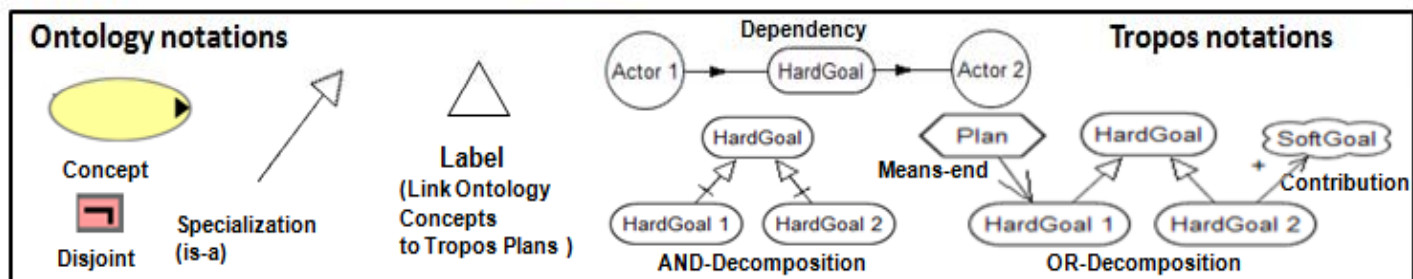 Ontology notations
Concept
Disjoint
Specialization
(is-a)
Label
(Link Ontology
Concepts
to Tropos Plans )
Dependency
Tropos notations
Actor 1
HardGoal
Actor 2
HardGoal
HardGoal 1
HardGoal 2
AND-Decomposition
Plan
HardGoal
SoftGoal
Means-end
+
Contribution
HardGoal 1
HardGoal 2
OR-Decomposition